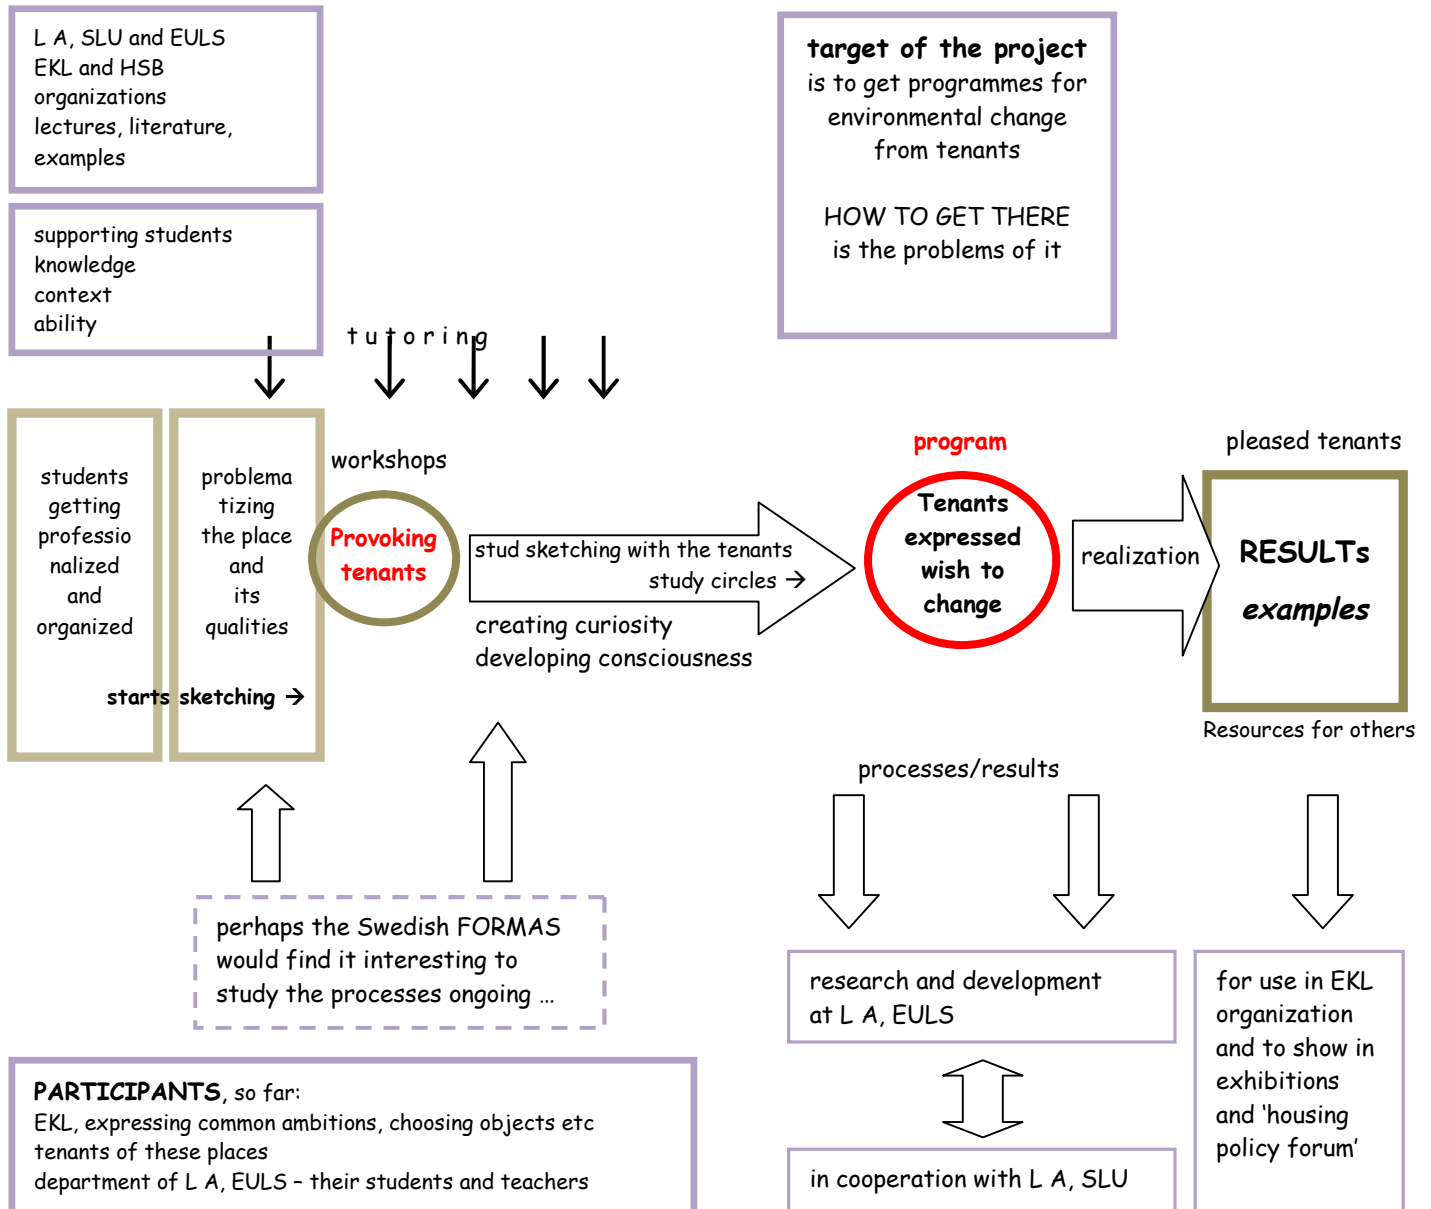 L A, SLU and EULS
EKL and HSB
organizations
lectures, literature,
examples
supporting students
knowledge
context
ability
target of the project
is to get programmes for
environmental change
from tenants
HOW TO GET THERE
is the problems of it
tutoring
students
getting
professio
nalized
and
organized
problema
tizing
the place
and
its
qualities
starts sketching →
workshops
Provoking
tenants
stud sketching with the tenants
study circles →
creating curiosity
developing consciousness
program
Tenants
expressed
wish to
change
realization
pleased tenants
RESULTs
examples
Resources for others
processes/results
perhaps the Swedish FORMAS
would find it interesting to
study the processes ongoing …
research and development
at L A, EULS
in cooperation with L A, SLU
for use in EKL
organization
and to show in
exhibitions
and ‘housing
policy forum’
PARTICIPANTS, so far:
EKL, expressing common ambitions, choosing objects etc
tenants of these places
department of L A, EULS – their students and teachers